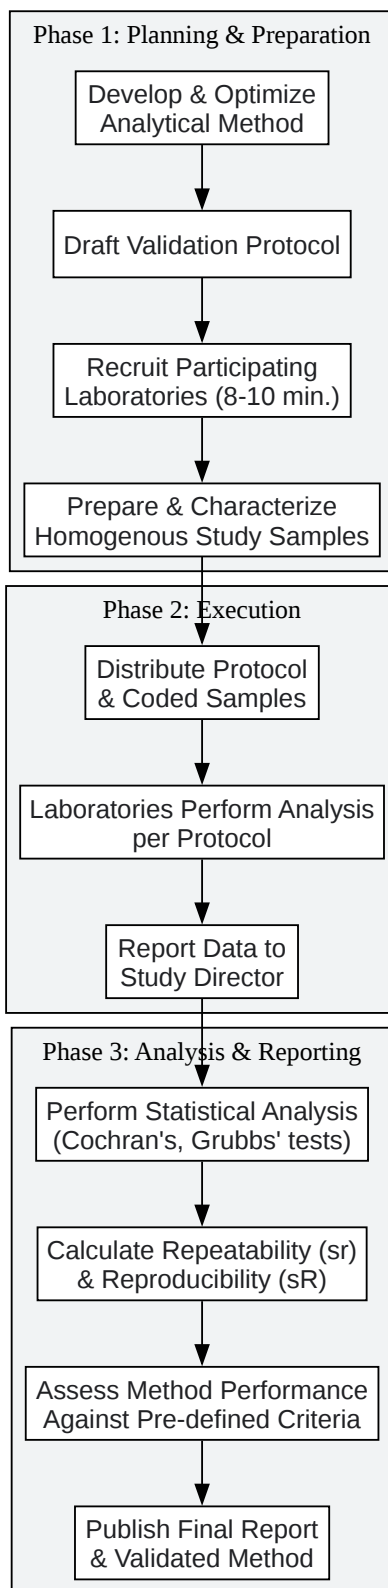 Phase 1: Planning & Preparation
Develop & Optimize
Analytical Method
Draft Validation Protocol
Recruit Participating
Laboratories (8-10 min.)
Prepare & Characterize
Homogenous Study Samples
Phase 2: Execution
Distribute Protocol
& Coded Samples
Laboratories Perform Analysis
per Protocol
Report Data to
Study Director
Phase 3: Analysis & Reporting
Perform Statistical Analysis
(Cochran's, Grubbs' tests)
Calculate Repeatability (sr)
& Reproducibility (sR)
Assess Method Performance
Against Pre-defined Criteria
Publish Final Report
& Validated Method